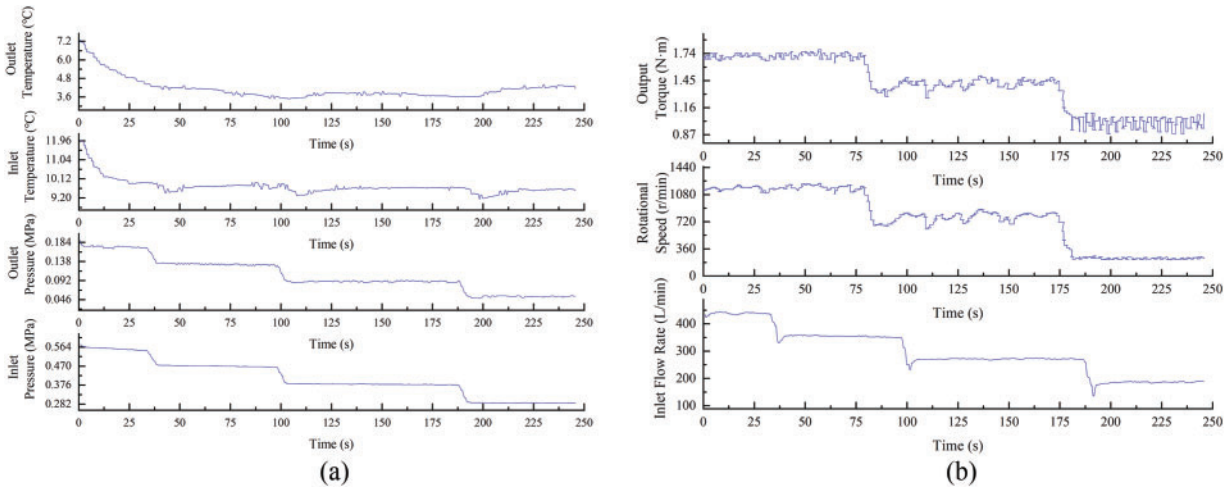 Outlet
Temperature (℃)
7.2
6.0
4.8
3.6
0 25 50 75 100 125 150 175 200 225 250
Time (s)
Inlet
Temperature (℃)
11.96
11.04
10.12
9.20
0 25 50 75 100 125 150 175 200 225 250
Time (s)
Outlet
Pressure (MPa)
0.184
0.138
0.092
0.046
0 25 50 75 100 125 150 175 200 225 250
Time (s)
Inlet
Pressure (MPa)
0.564
0.470
0.376
0.282
0 25 50 75 100 125 150 175 200 225 250
Time (s)
(a)
Output
Torque (N·m)
1.74
1.45
1.16
0.87
0 25 50 75 100 125 150 175 200 225 250
Time (s)
Rotational
Speed (r/min)
1440
1080
720
360
0
0 25 50 75 100 125 150 175 200 225 250
Time (s)
Inlet Flow Rate (L/min)
400
300
200
100
0 25 50 75 100 125 150 175 200 225 250
Time (s)
(b)